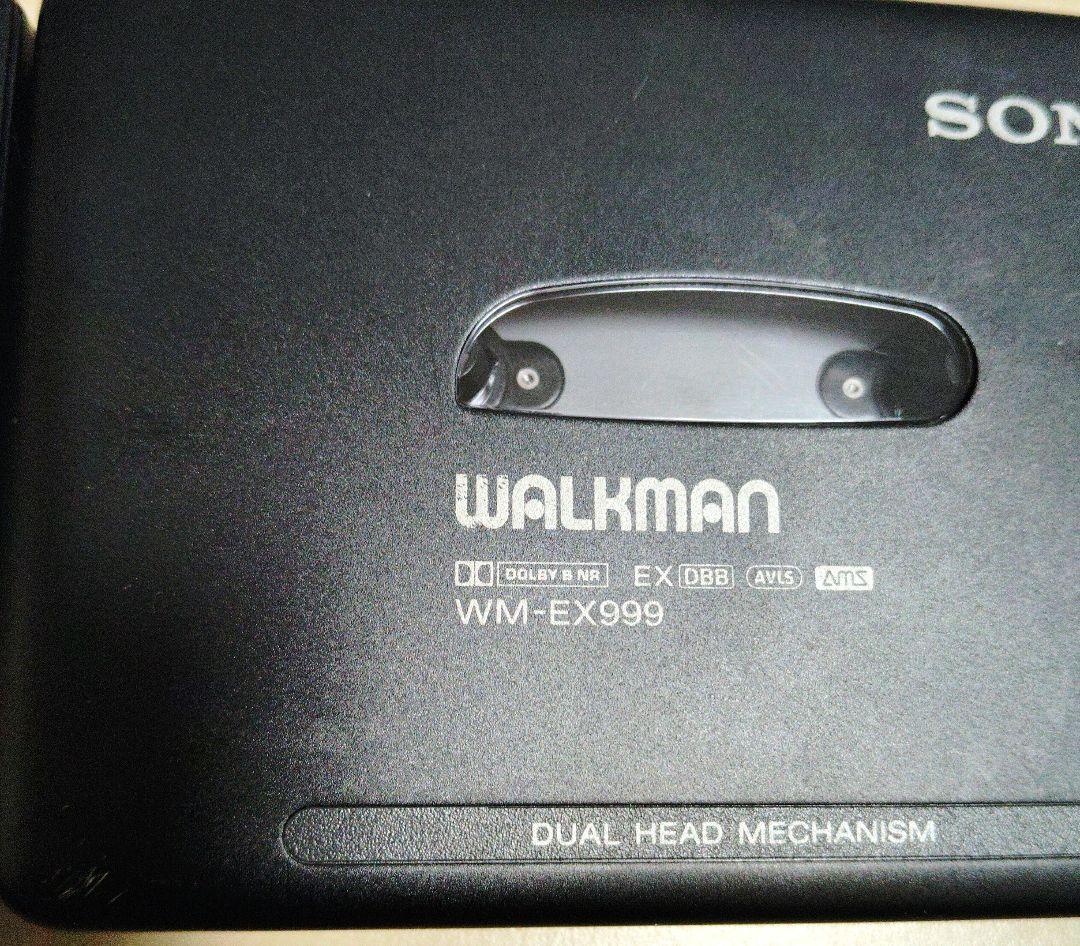 SON
WALKMAN
DOLBY B NR EX DBB AVLS AMS
WM-EX999
DUAL HEAD MECHANISM